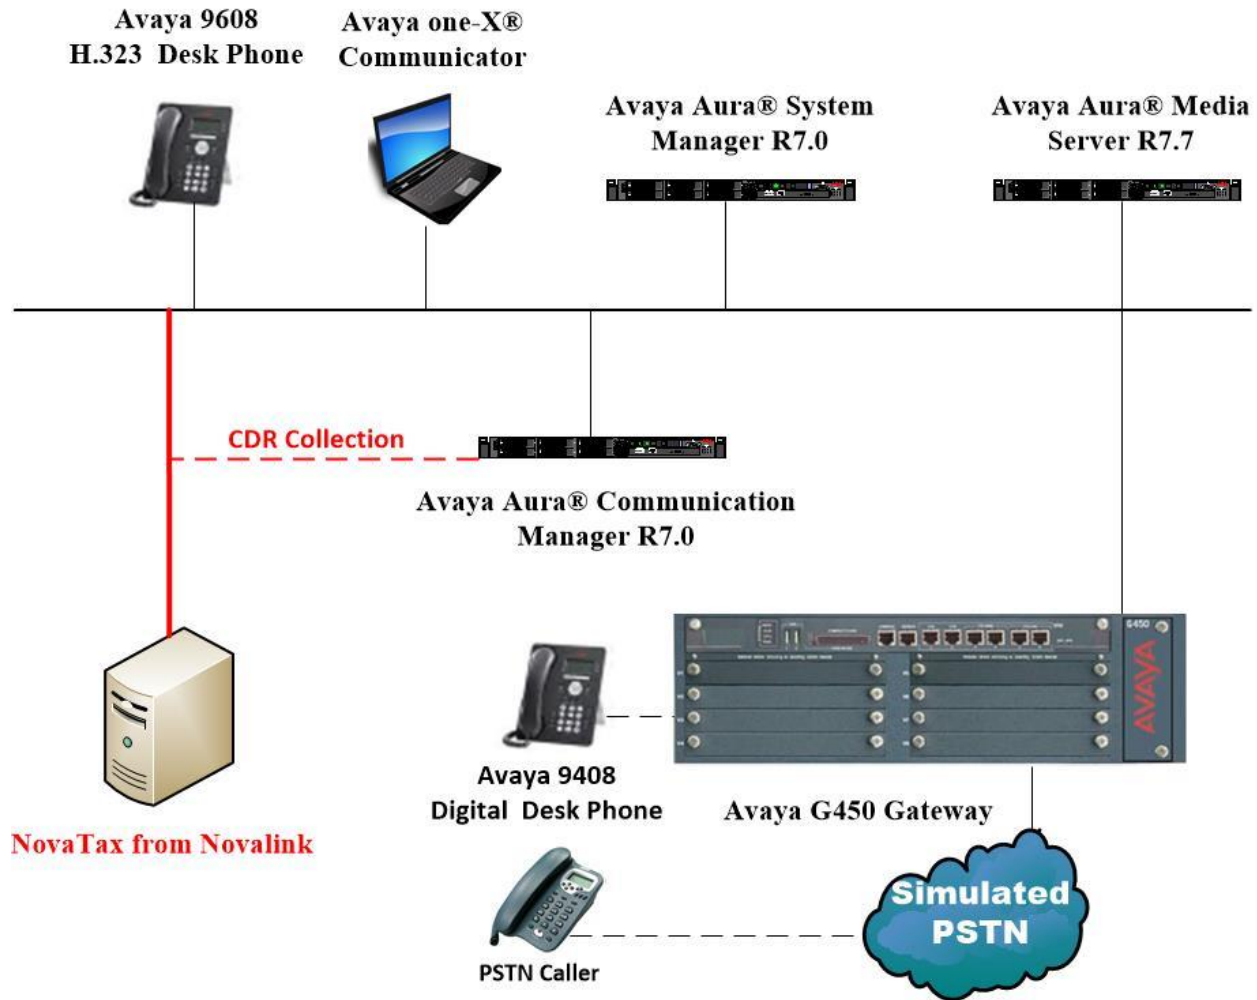 Avaya 9608
H.323 Desk Phone
Avaya one-X®
Communicator
Avaya Aura® System
Manager R7.0
Avaya Aura® Media
Server R7.7
CDR Collection
Avaya Aura® Communication
Manager R7.0
G450
AVAYA
Avaya 9408
Digital Desk Phone
Avaya G450 Gateway
NovaTax from Novalink
Simulated
PSTN
PSTN Caller